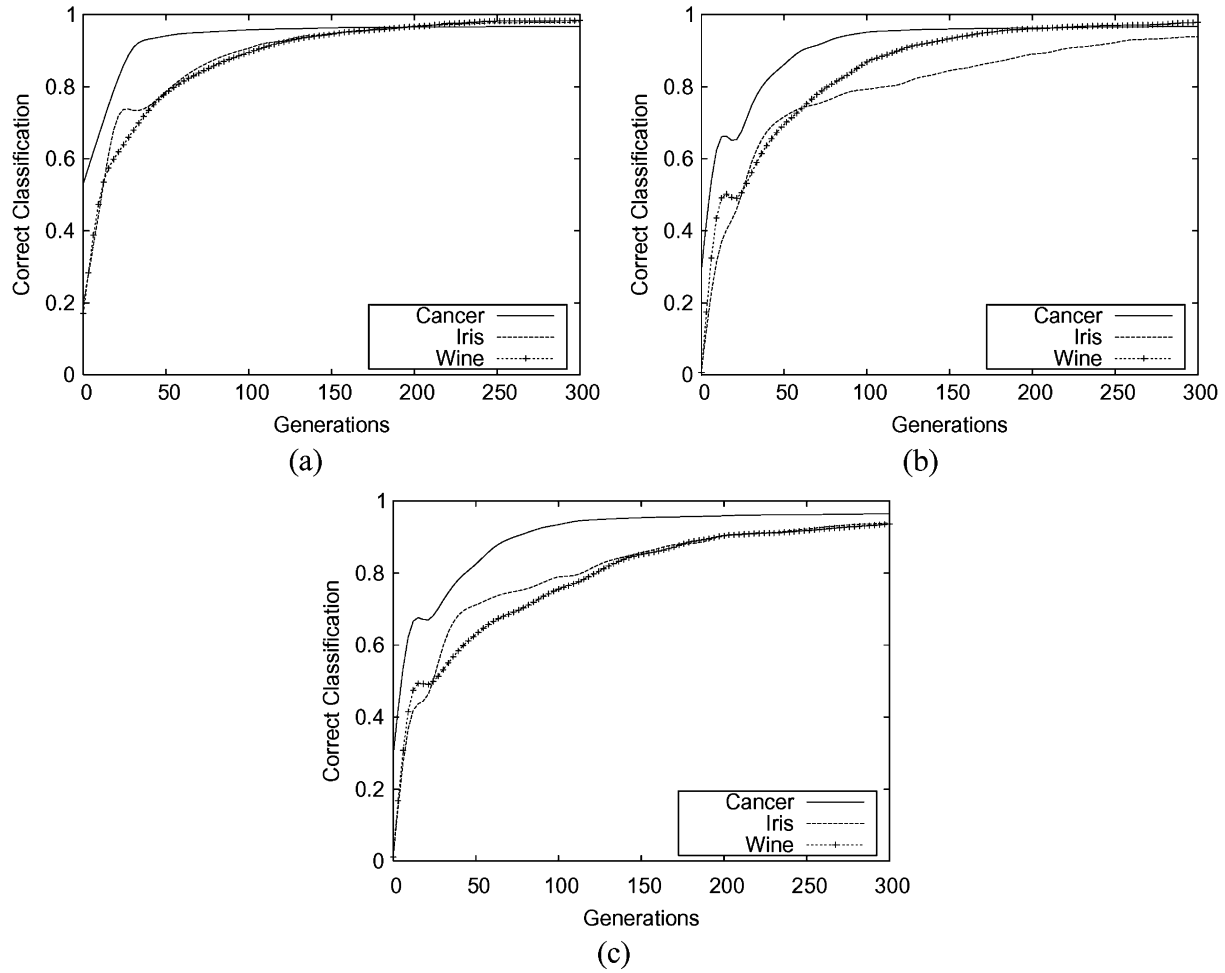 1
0.8
0.6
0.4
0.2
0
Correct Classification
0 50 100 150 200 250 300
Generations
Cancer
Iris
Wine
(a)
1
0.8
0.6
0.4
0.2
0
Correct Classification
0 50 100 150 200 250 300
Generations
Cancer
Iris
Wine
(b)
1
0.8
0.6
0.4
0.2
0
Correct Classification
0 50 100 150 200 250 300
Generations
Cancer
Iris
Wine
(c)